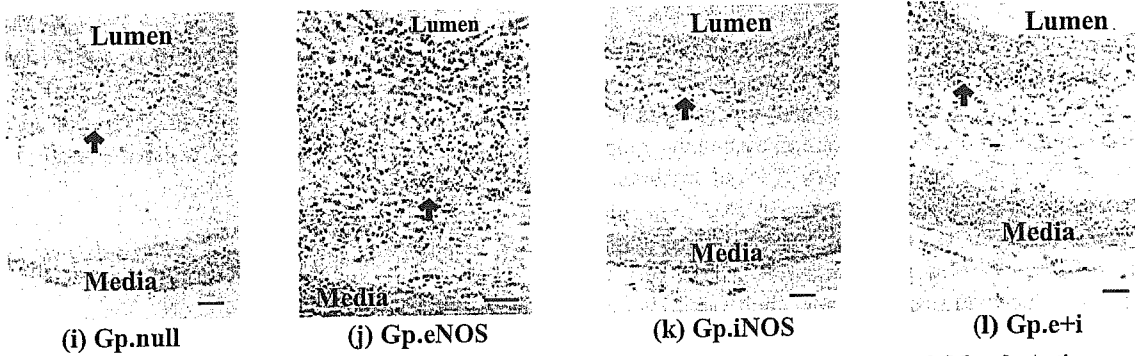 Lumen
Lumen
Lumen
Lumen
Media
Media
Media
Media
(i) Gp.null
(j) Gp.eNOS
(k) Gp.iNOS
(l) Gp.e+i